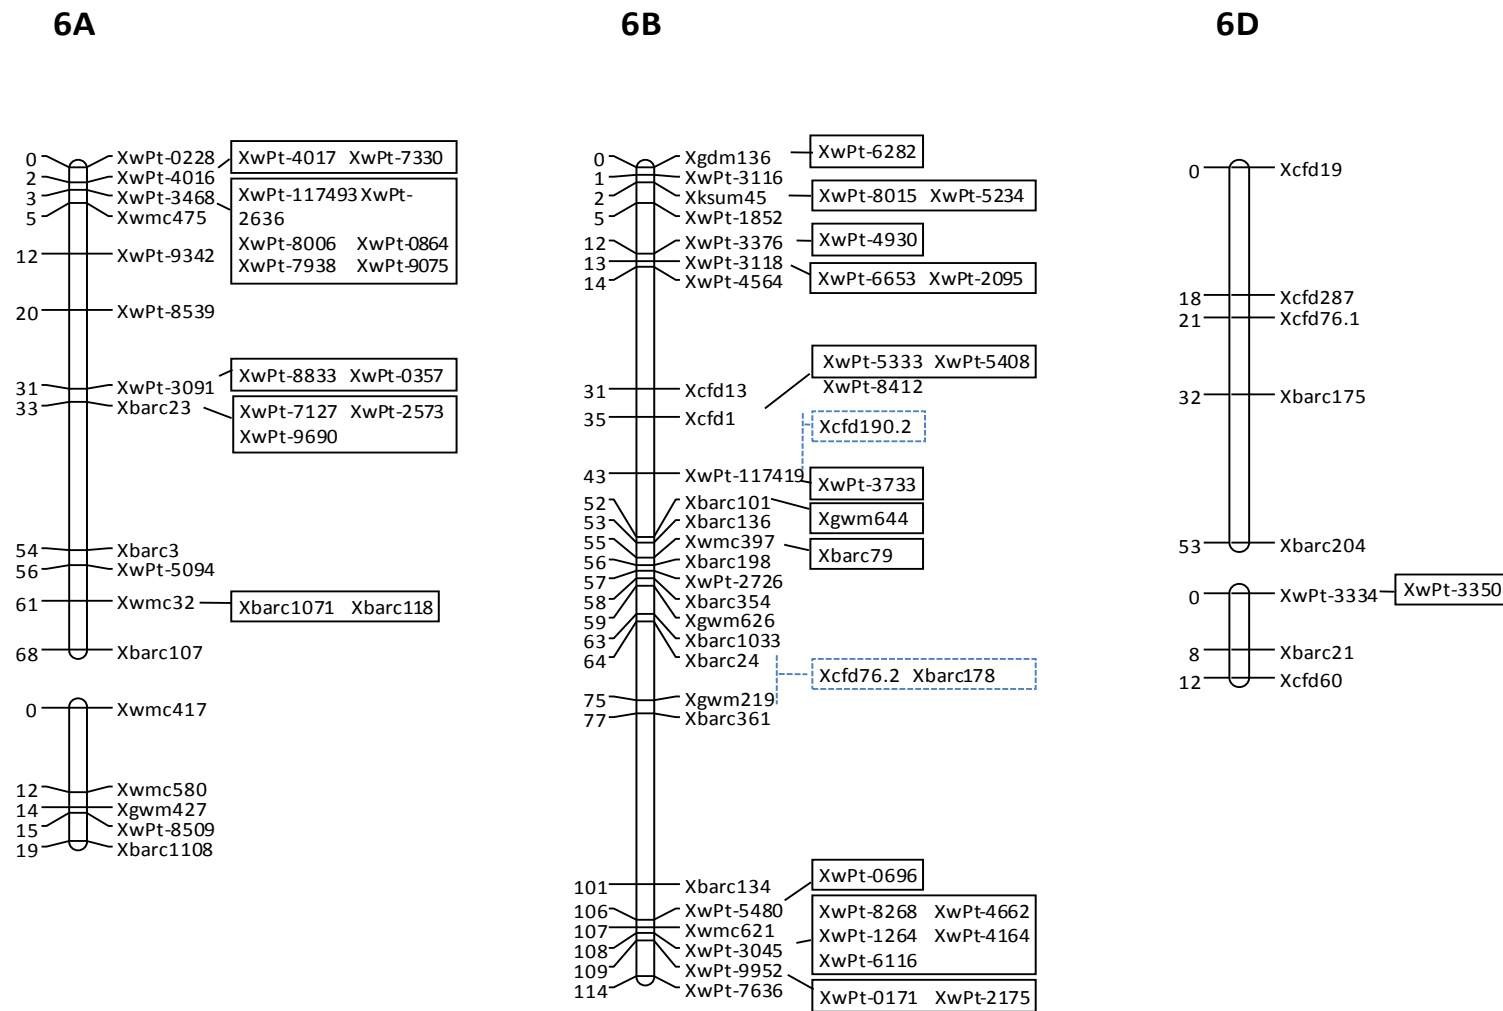 6A
0 XwPt-0228
2 XwPt-4016
3 XwPt-3468
5 Xwmc475
12 XwPt-9342
20 XwPt-8539
31 XwPt-3091
33 Xbarc23
54 Xbarc3
56 XwPt-5094
61 Xwmc32
68 Xbarc107
XwPt-4017 XwPt-7330
XwPt-117493 XwPt-
2636
XwPt-8006 XwPt-0864
XwPt-7938 XwPt-9075
XwPt-8833 XwPt-0357
XwPt-7127 XwPt-2573
XwPt-9690
Xbarc1071 Xbarc118
0 Xwmc417
12 Xwmc580
14 Xgwm427
15 XwPt-8509
19 Xbarc1108
6B
0 Xgdm136
1 XwPt-3116
2 Xksum45
5 XwPt-1852
12 XwPt-3376
13 XwPt-3118
14 XwPt-4564
31 Xcfd13
35 Xcfd1
43 XwPt-117419
52 Xbarc101
53 Xbarc136
55 Xwmc397
56 Xbarc198
57 XwPt-2726
58 Xbarc354
59 Xgwm626
63 Xbarc1033
64 Xbarc24
75 Xgwm219
77 Xbarc361
101 Xbarc134
106 XwPt-5480
107 Xwmc621
108 XwPt-3045
109 XwPt-9952
114 XwPt-7636
XwPt-6282
XwPt-8015 XwPt-5234
XwPt-4930
XwPt-6653 XwPt-2095
XwPt-5333 XwPt-5408
XwPt-8412
Xcfd190.2
XwPt-3733
Xgwm644
Xbarc79
Xcfd76.2 Xbarc178
XwPt-0696
XwPt-8268 XwPt-4662
XwPt-1264 XwPt-4164
XwPt-6116
XwPt-0171 XwPt-2175
6D
0 Xcfd19
18 Xcfd287
21 Xcfd76.1
32 Xbarc175
53 Xbarc204
0 XwPt-3334 XwPt-3350
8 Xbarc21
12 Xcfd60